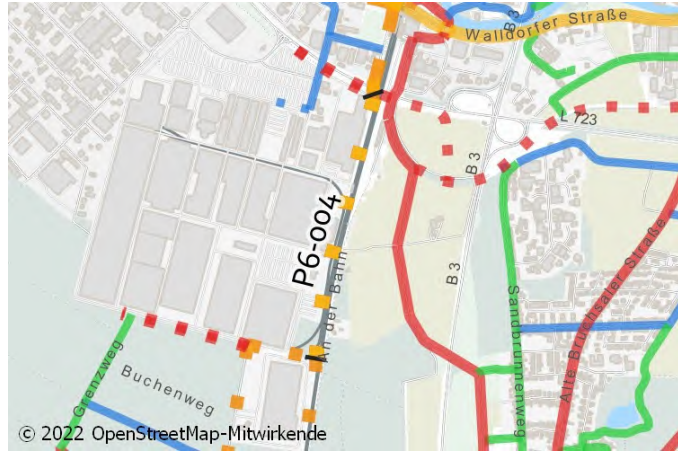 B 3
Walldorfer Straße
L 723
B 3
P6-004
An der Bahn
B 3
Sandbrunnenweg
Alte Bruchsaler Straße
Grenzweg
Buchenweg
© 2022 OpenStreetMap-Mitwirkende